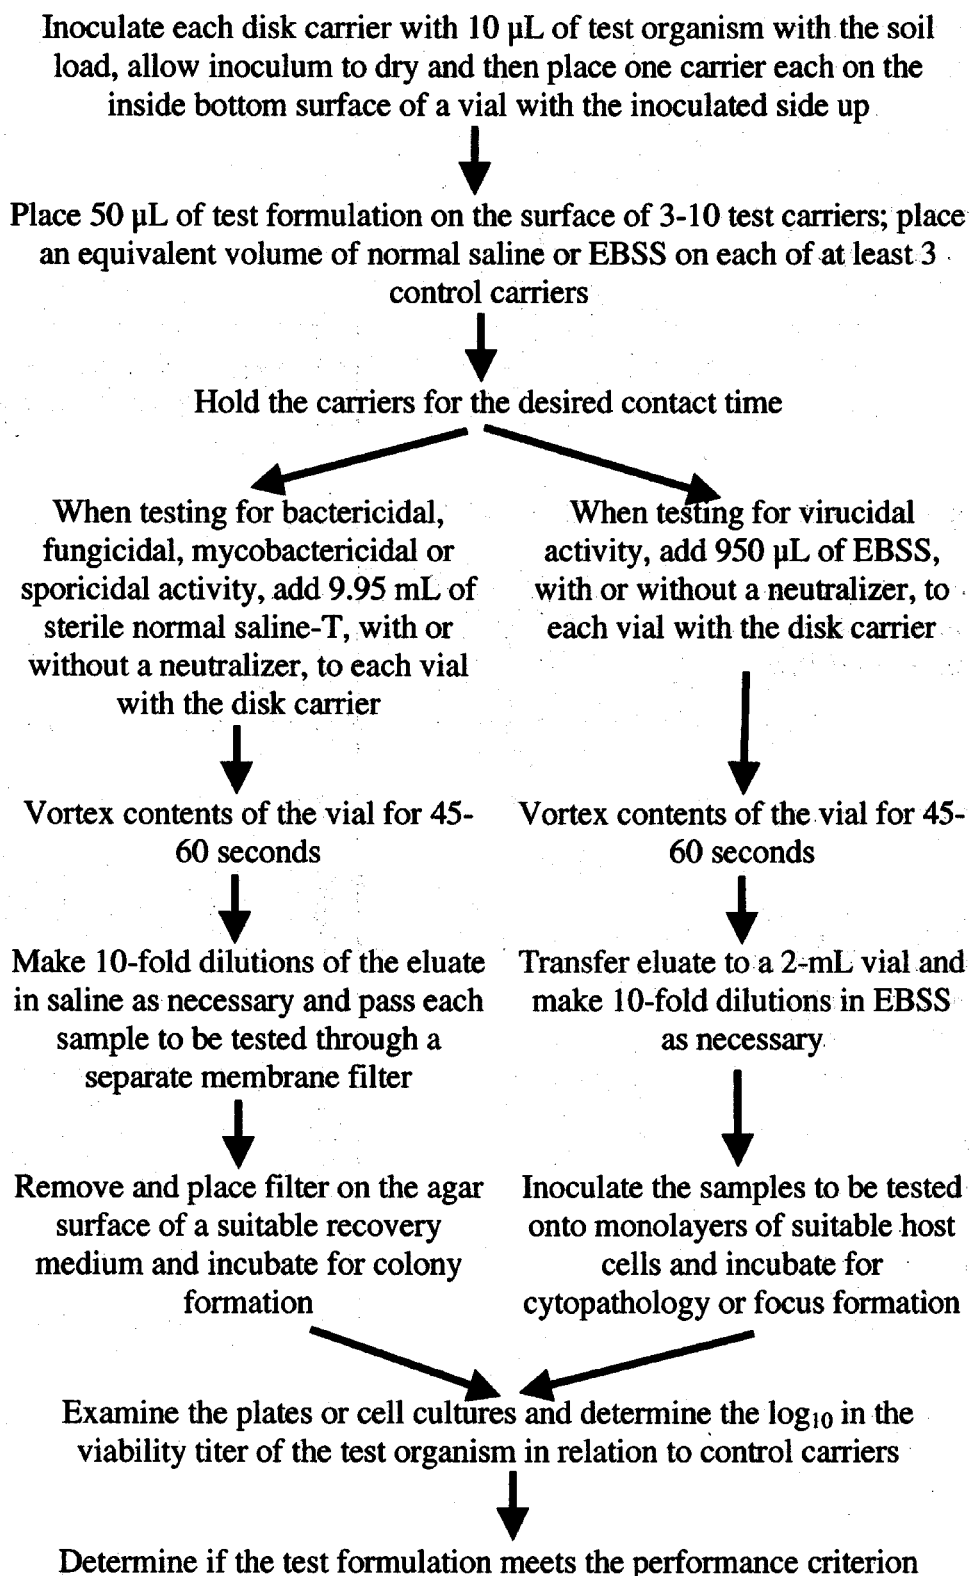 Inoculate each disk carrier with 10 µL of test organism with the soil
load, allow inoculum to dry and then place one carrier each on the
inside bottom surface of a vial with the inoculated side up
Place 50 µL of test formulation on the surface of 3-10 test carriers; place
an equivalent volume of normal saline or EBSS on each of at least 3
control carriers
Hold the carriers for the desired contact time
When testing for bactericidal,
fungicidal, mycobactericidal or
sporicidal activity, add 9.95 mL of
sterile normal saline-T, with or
without a neutralizer, to each vial
with the disk carrier
When testing for virucidal
activity, add 950 µL of EBSS,
with or without a neutralizer, to
each vial with the disk carrier
Vortex contents of the vial for 45-
60 seconds
Vortex contents of the vial for 45-
60 seconds
Make 10-fold dilutions of the eluate
in saline as necessary and pass each
sample to be tested through a
separate membrane filter
Transfer eluate to a 2-mL vial and
make 10-fold dilutions in EBSS
as necessary
Remove and place filter on the agar
surface of a suitable recovery
medium and incubate for colony
formation
Inoculate the samples to be tested
onto monolayers of suitable host
cells and incubate for
cytopathology or focus formation
Examine the plates or cell cultures and determine the log₁₀ in the
viability titer of the test organism in relation to control carriers
Determine if the test formulation meets the performance criterion